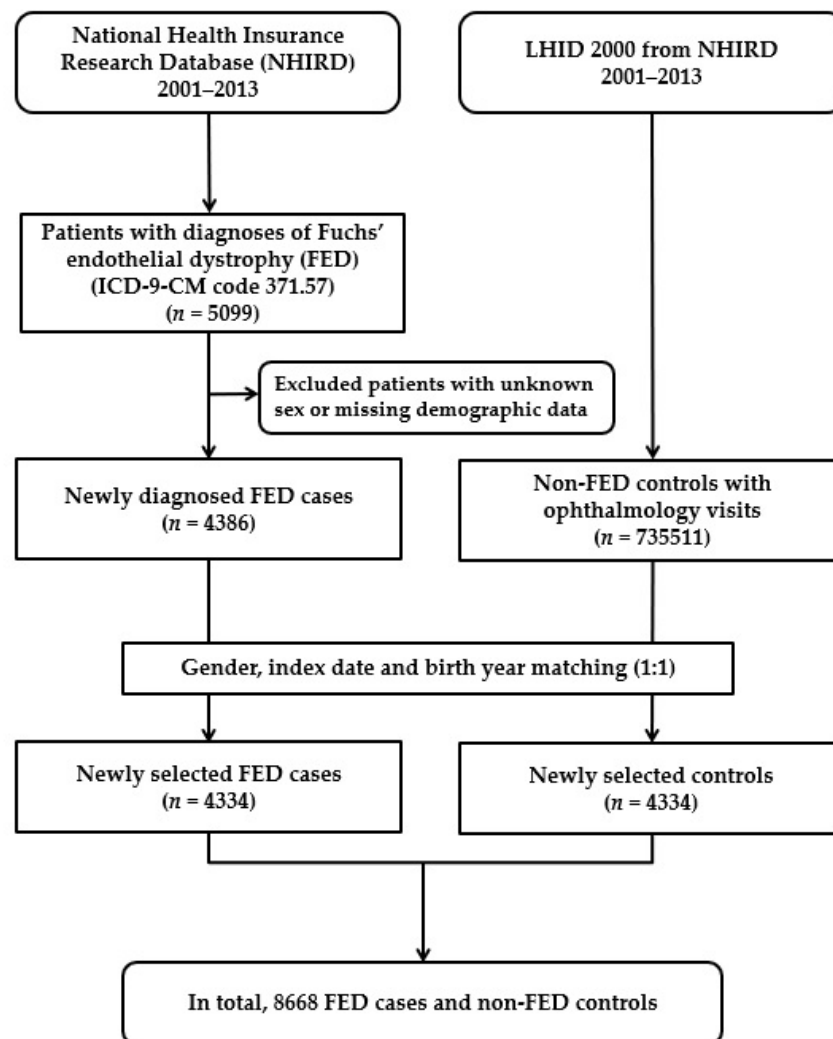 National Health Insurance
Research Database (NHIRD)
2001–2013
LHID 2000 from NHIRD
2001–2013
Patients with diagnoses of Fuchs’
endothelial dystrophy (FED)
(ICD-9-CM code 371.57)
(n = 5099)
Excluded patients with unknown
sex or missing demographic data
Newly diagnosed FED cases
(n = 4386)
Non-FED controls with
ophthalmology visits
(n = 735511)
Gender, index date and birth year matching (1:1)
Newly selected FED cases
(n = 4334)
Newly selected controls
(n = 4334)
In total, 8668 FED cases and non-FED controls